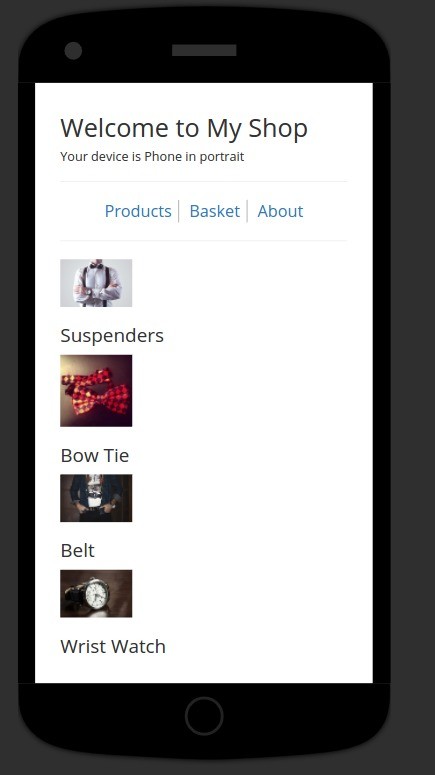 Welcome to My Shop
Your device is Phone in portrait
Products Basket About
Suspenders
Bow Tie
Belt
Wrist Watch